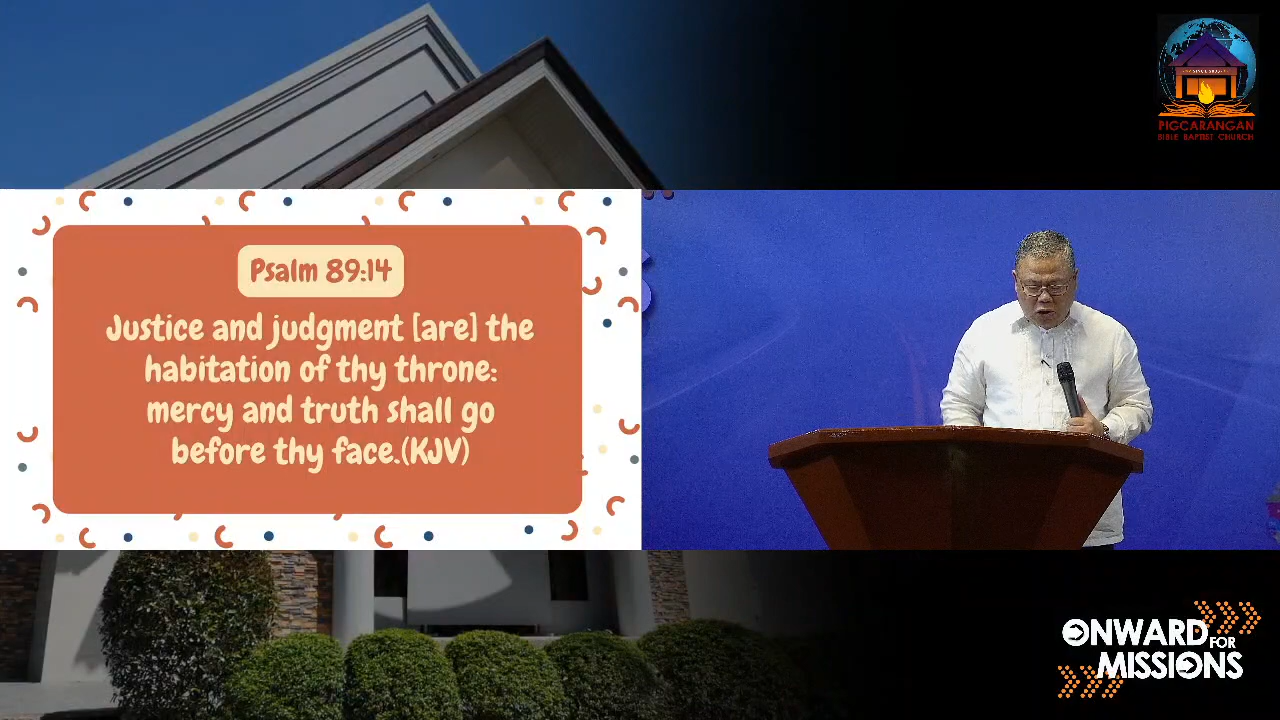 PIGCARANGAN
BIBLE BAPTIST CHURCH
Psalm 89:14
Justice and judgment [are] the
habitation of thy throne:
mercy and truth shall go
before thy face.(KJV)
ONWARD
FOR
MISSIONS